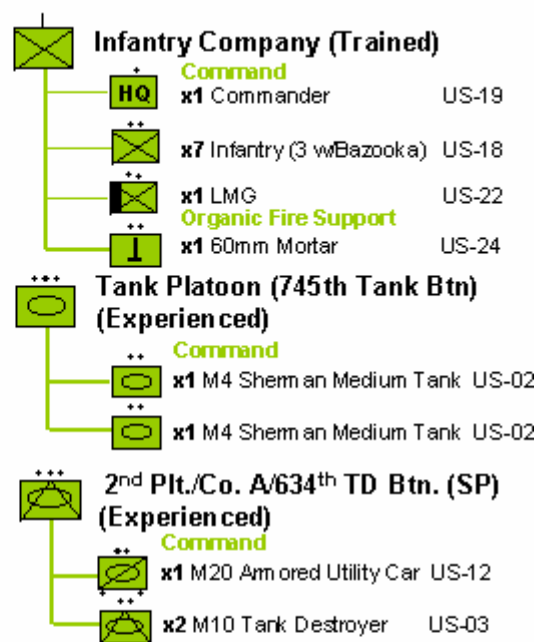 Infantry Company (Trained)
Command
HQ x1 Commander US-19
x7 Infantry (3 w/Bazooka) US-18
x1 LMG US-22
Organic Fire Support
x1 60mm Mortar US-24
Tank Platoon (745th Tank Btn)
(Experienced)
Command
x1 M4 Sherman Medium Tank US-02
x1 M4 Sherman Medium Tank US-02
2nd Plt./Co. A/634th TD Btn. (SP)
(Experienced)
Command
x1 M20 Armored Utility Car US-12
x2 M10 Tank Destroyer US-03